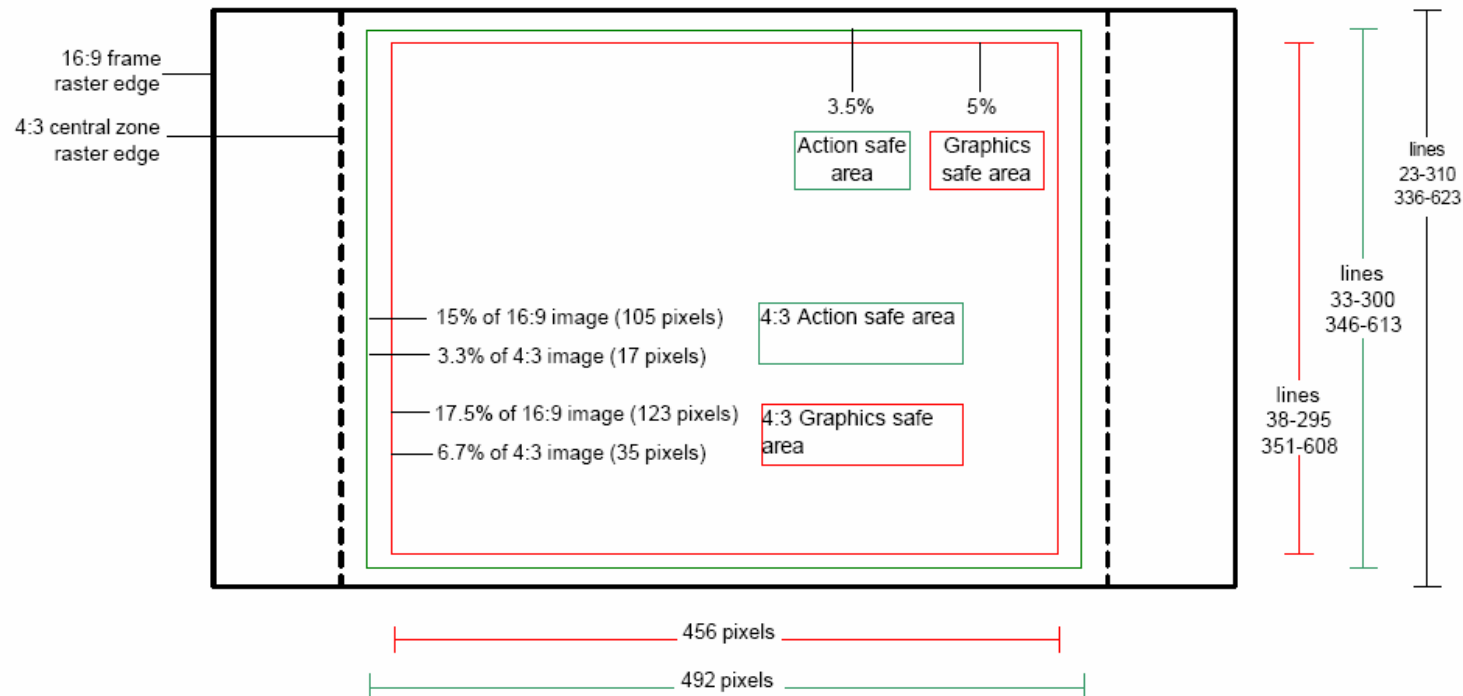 16:9 frame
raster edge
4:3 central zone
raster edge
3.5%
5%
Action safe
area
Graphics
safe area
lines
23-310
336-623
lines
33-300
346-613
15% of 16:9 image (105 pixels)
4:3 Action safe area
3.3% of 4:3 image (17 pixels)
lines
38-295
351-608
17.5% of 16:9 image (123 pixels)
4:3 Graphics safe
area
6.7% of 4:3 image (35 pixels)
456 pixels
492 pixels